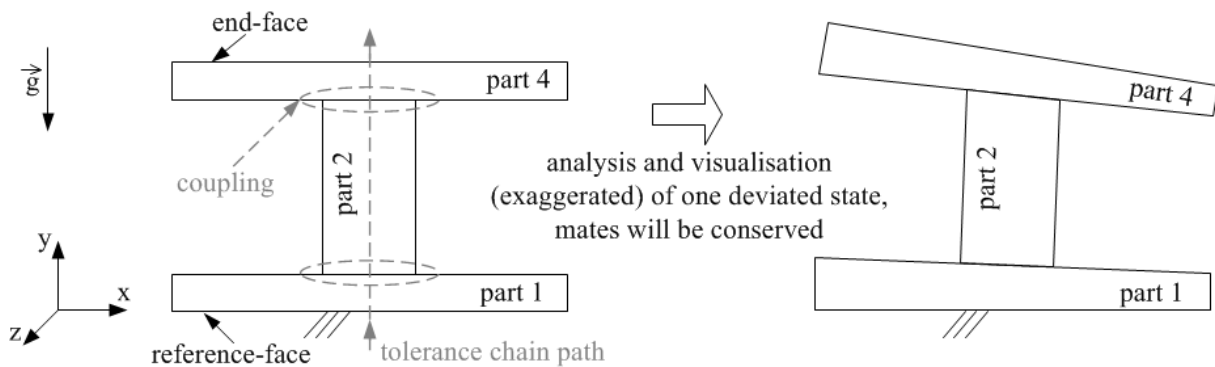 end-face
g
part 4
part 2
coupling
y
x
z
part 1
reference-face
tolerance chain path
analysis and visualisation
(exaggerated) of one deviated state,
mates will be conserved
part 4
part 2
part 1